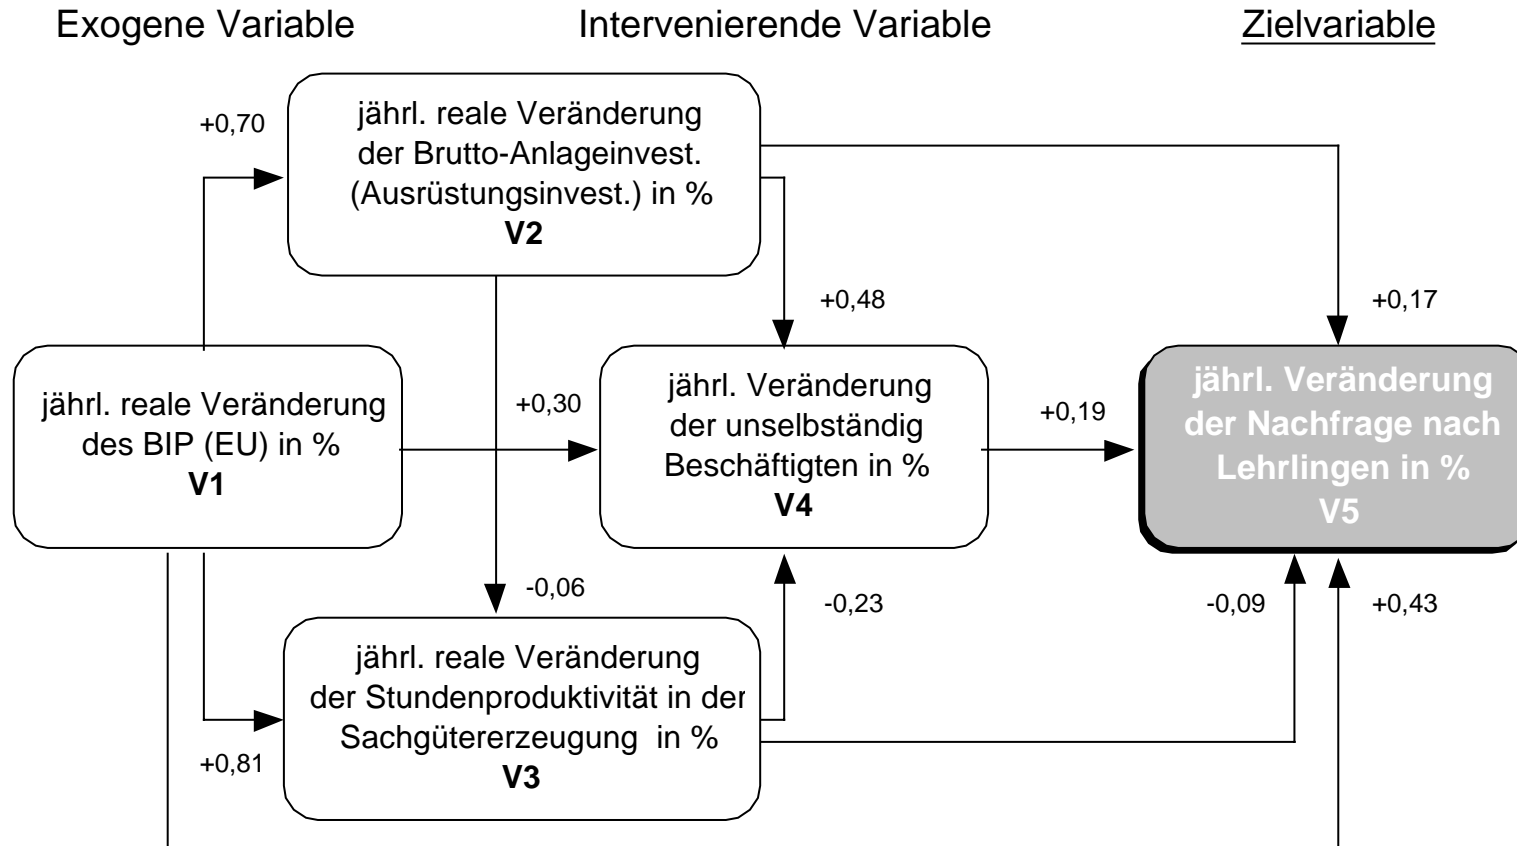 Exogene Variable
Intervenierende Variable
Zielvariable
+0,70
jährl. reale Veränderung
der Brutto-Anlageinvest.
(Ausrüstungsinvest.) in %
V2
+0,48
+0,17
jährl. reale Veränderung
des BIP (EU) in %
V1
+0,30
jährl. Veränderung
der unselbständig
Beschäftigten in %
V4
+0,19
jährl. Veränderung
der Nachfrage nach
Lehrlingen in %
V5
-0,06
-0,23
-0,09
+0,43
+0,81
jährl. reale Veränderung
der Stundenproduktivität in der
Sachgütererzeugung in %
V3